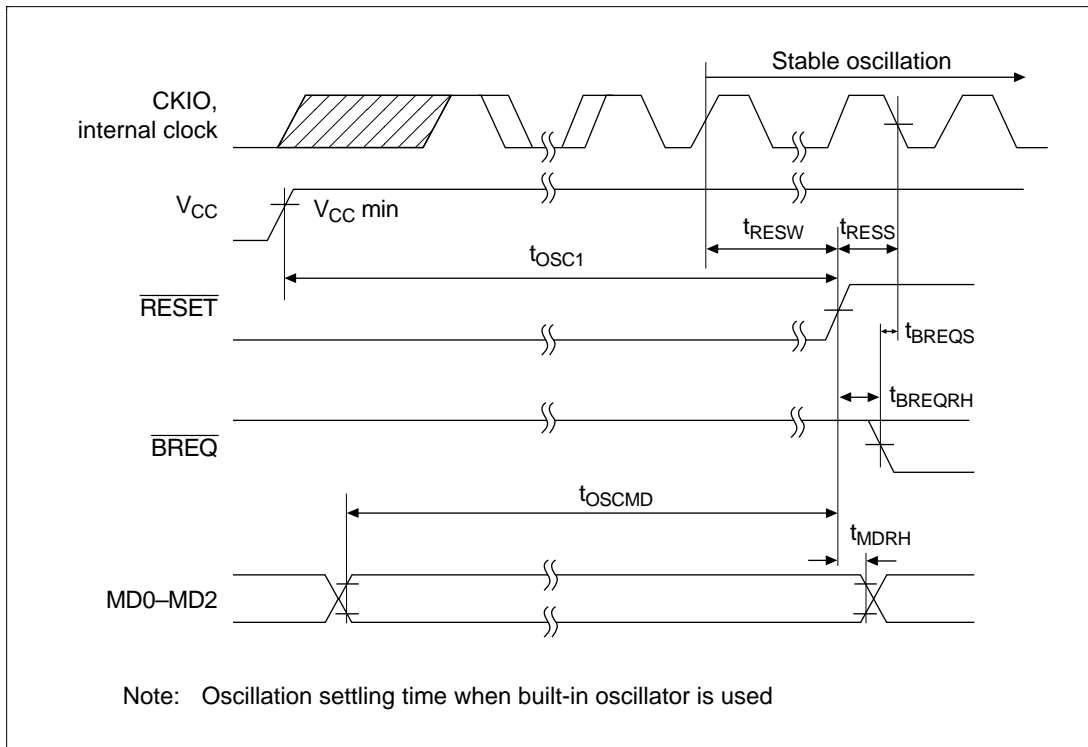 Stable oscillation
CKIO,
internal clock
VCC
VCC min
tRESW
tRESS
tOSC1
RESET
tBREQS
tBREQRH
BREQ
tOSCMD
tMDRH
MD0–MD2
Note: Oscillation settling time when built-in oscillator is used